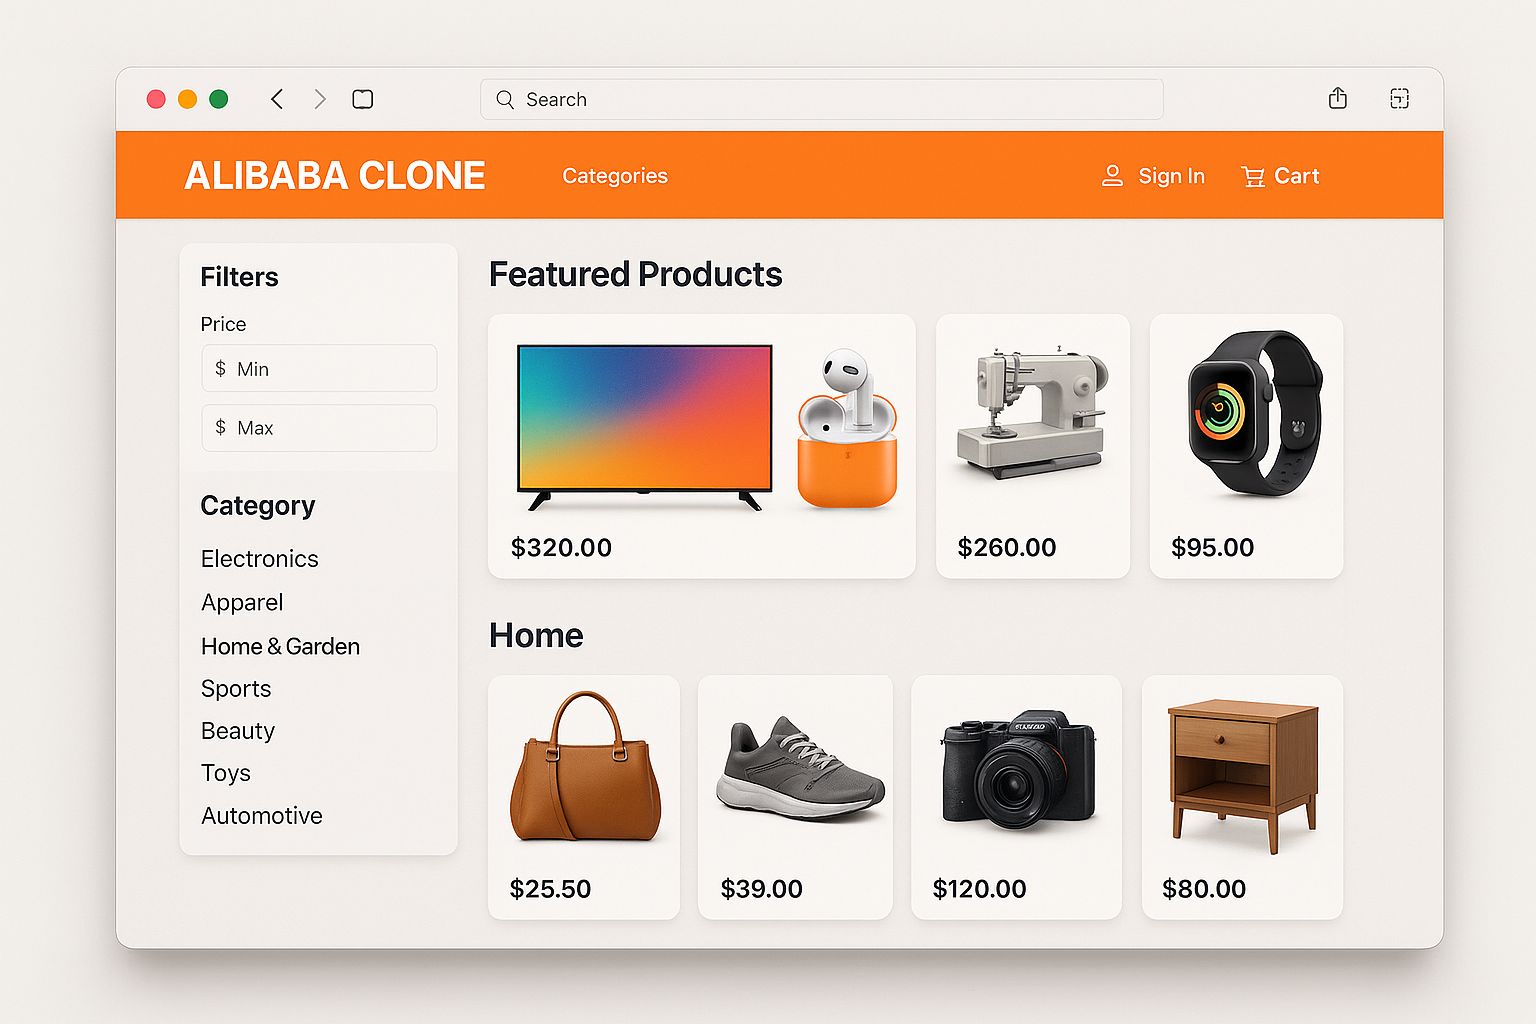 Search
ALIBABA CLONE
Categories
Sign In
Cart
Filters
Price
$ Min
$ Max
Category
Electronics
Apparel
Home & Garden
Sports
Beauty
Toys
Automotive
Featured Products
$320.00
$260.00
$95.00
Home
$25.50
$39.00
$120.00
$80.00